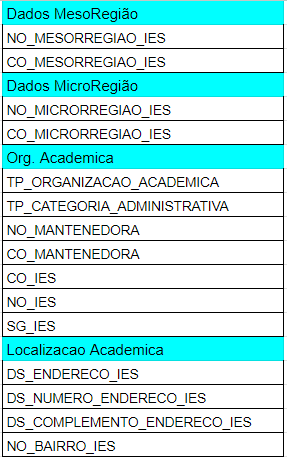 Dados MesoRegião
NO_MESORREGIAO_IES
CO_MESORREGIAO_IES
Dados MicroRegião
NO_MICRORREGIAO_IES
CO_MICRORREGIAO_IES
Org. Academica
TP_ORGANIZACAO_ACADEMICA
TP_CATEGORIA_ADMINISTRATIVA
NO_MANTENEDORA
CO_MANTENEDORA
CO_IES
NO_IES
SG_IES
Localizacao Academica
DS_ENDERECO_IES
DS_NUMERO_ENDERECO_IES
DS_COMPLEMENTO_ENDERECO_IES
NO_BAIRRO_IES